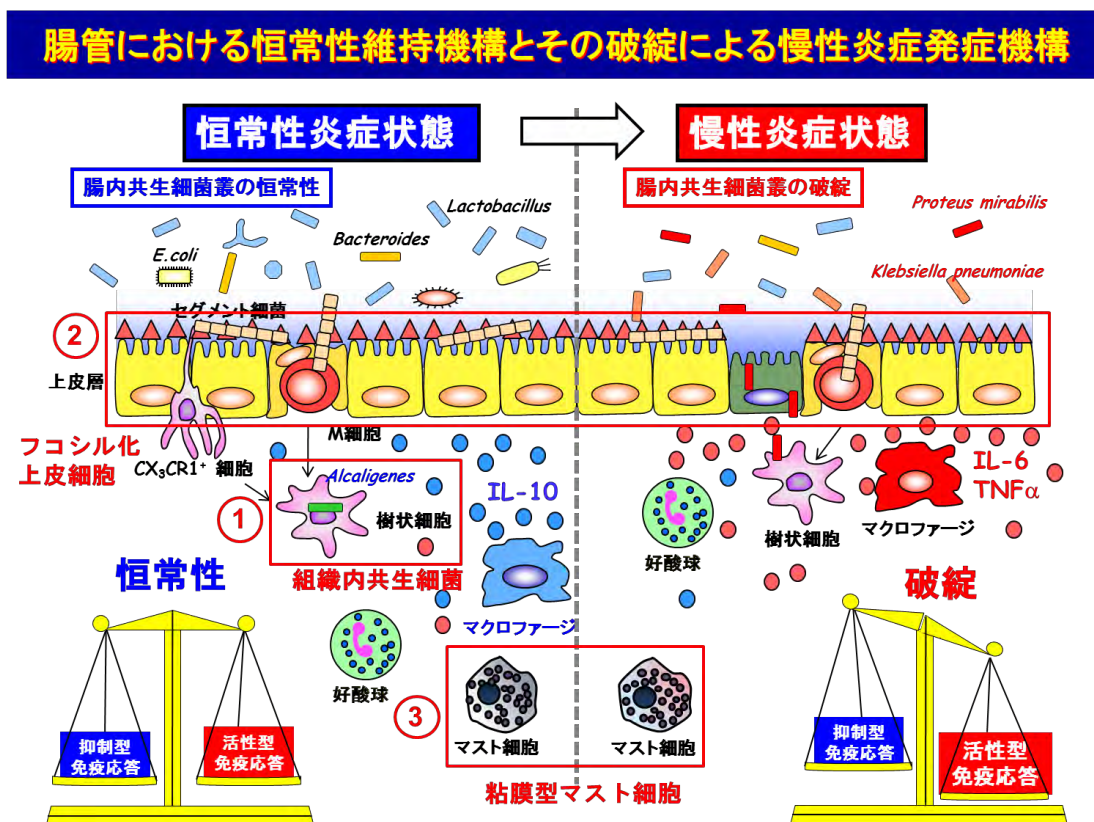 腸管における恒常性維持機構とその破綻による慢性炎症発症機構
恒常性炎症状態
慢性炎症状態
腸内共生細菌叢の恒常性
腸内共生細菌叢の破綻
Lactobacillus
Proteus mirabilis
Bacteroides
E.coli
Klebsiella pneumoniae
セグメント細菌
②
上皮層
M細胞
フコシル化
上皮細胞
CX₃CR1⁺ 細胞
Alcaligenes
IL-10
IL-6
TNFα
①
樹状細胞
マクロファージ
樹状細胞
好酸球
組織内共生細菌
恒常性
破綻
マクロファージ
好酸球
③
マスト細胞
マスト細胞
粘膜型マスト細胞
抑制型
免疫応答
活性型
免疫応答
抑制型
免疫応答
活性型
免疫応答